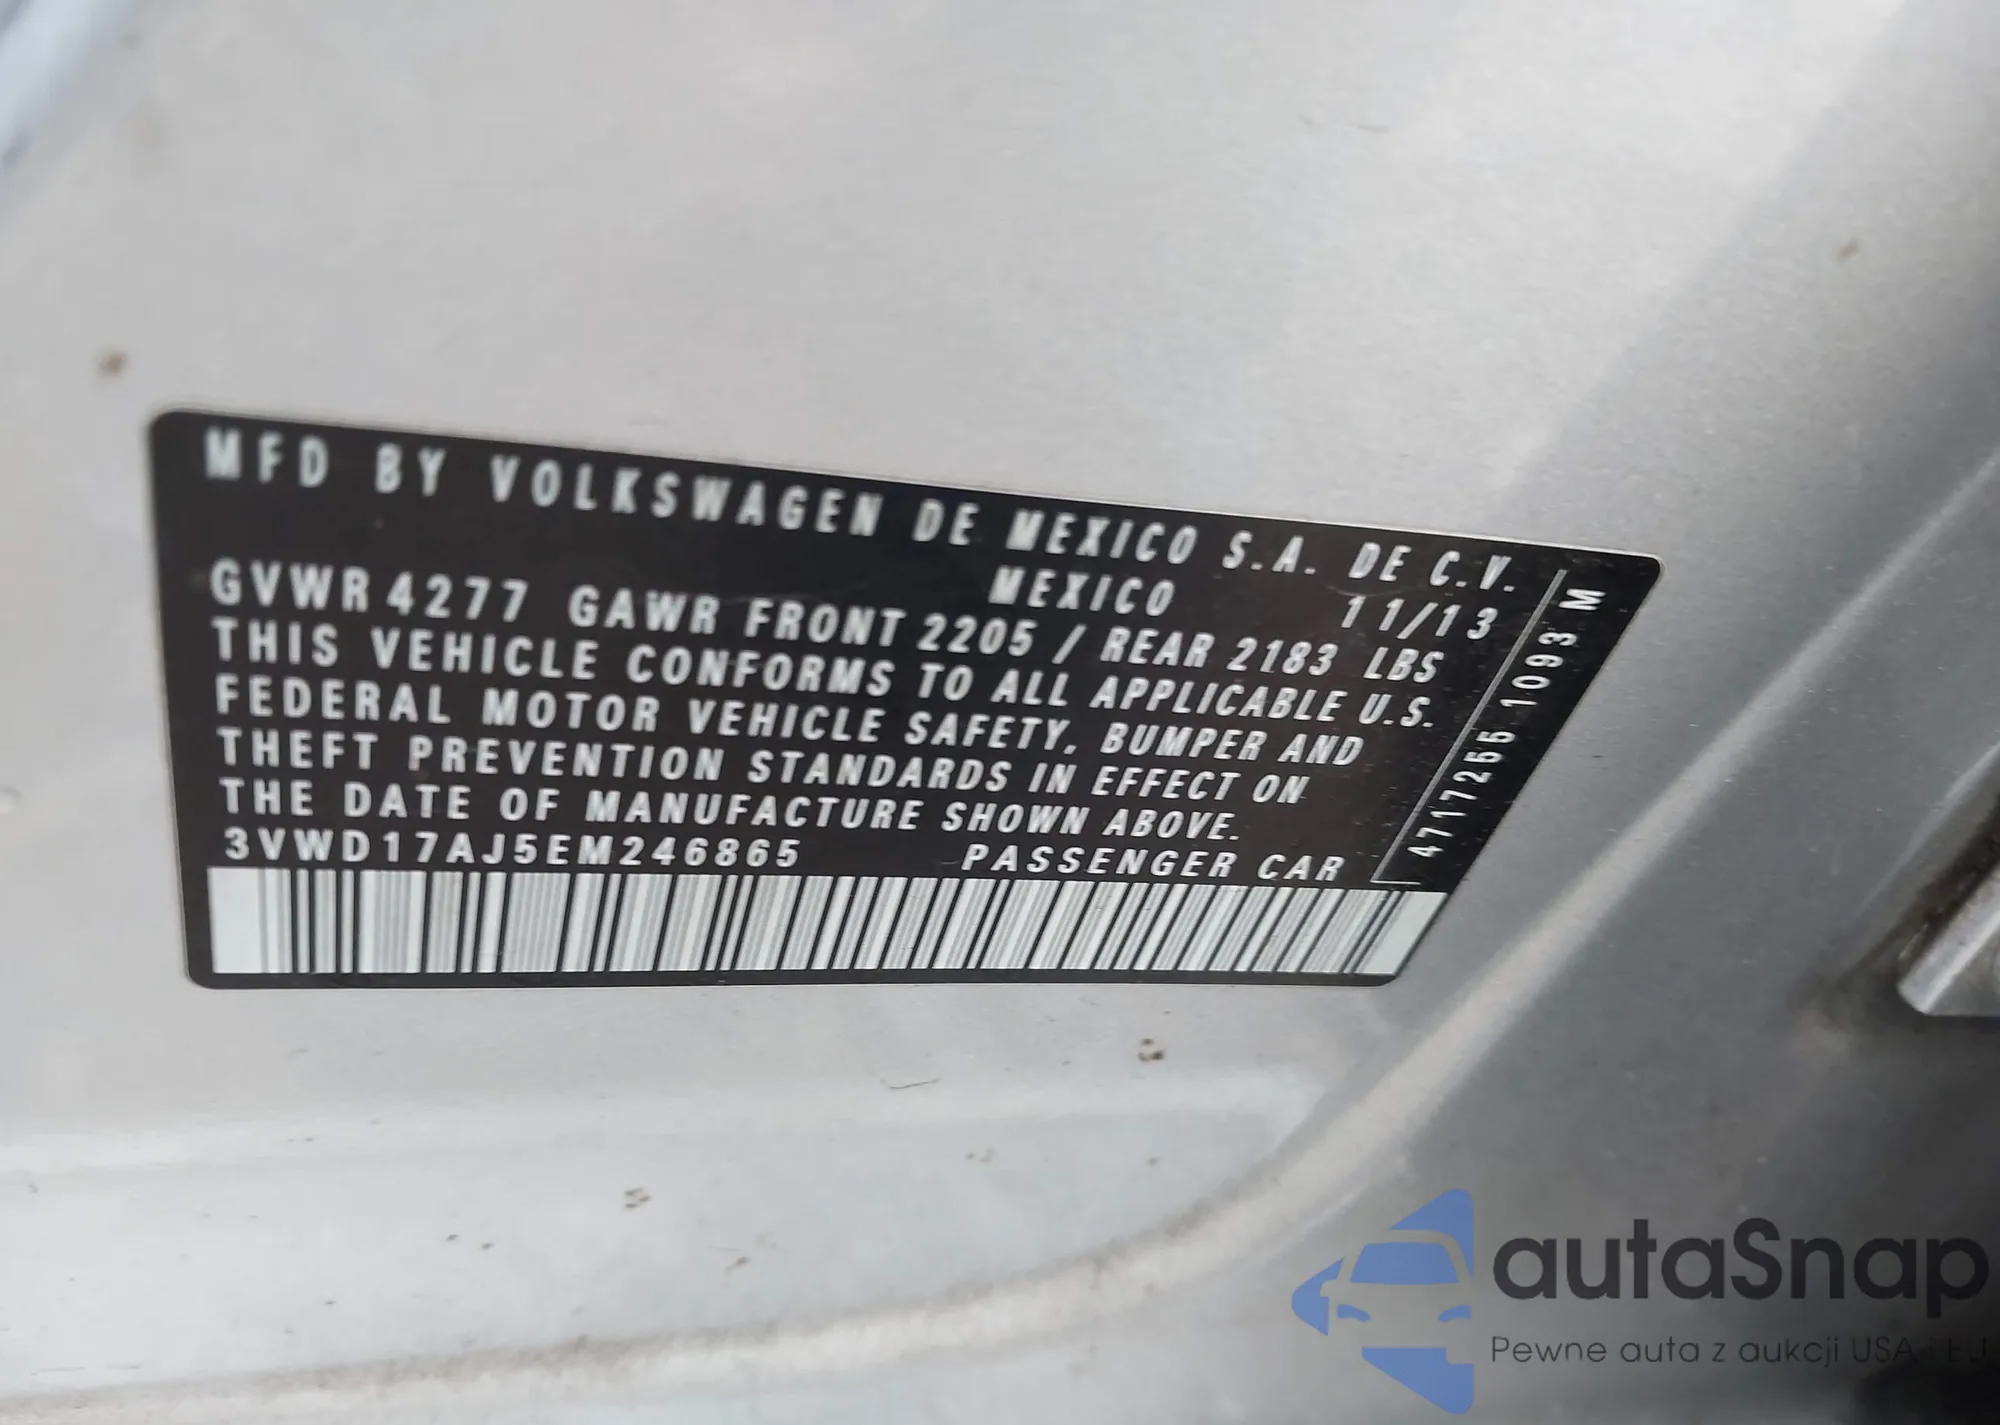 MFD BY VOLKSWAGEN DE MEXICO S.A. DE C.V.
MEXICO 11/13
GVWR 4277 GAWR FRONT 2205 / REAR 2183 LBS
THIS VEHICLE CONFORMS TO ALL APPLICABLE U.S.
FEDERAL MOTOR VEHICLE SAFETY, BUMPER AND
THEFT PREVENTION STANDARDS IN EFFECT ON
THE DATE OF MANUFACTURE SHOWN ABOVE.
3VWD17AJ5EM246865 PASSENGER CAR
4717255 1093 M
autaSnap
Pewne auta z aukcji USA i EU